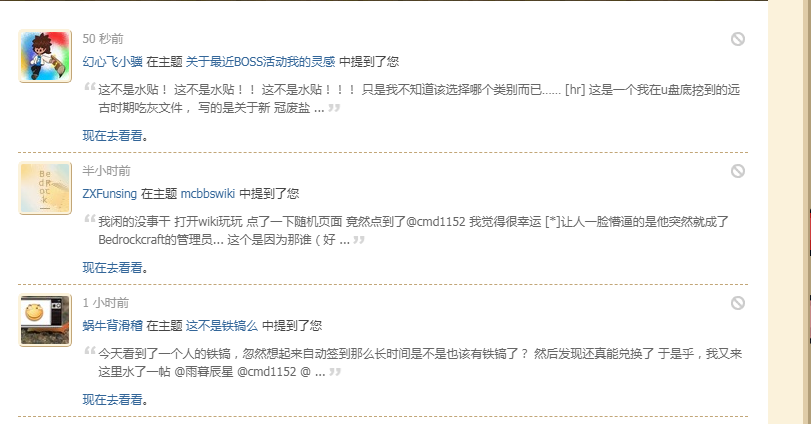 50 秒前
幻心飞小骥 在主题 关于最近BOSS活动我的灵感 中提到了您
“ 这不是水贴！ 这不是水贴！！ 这不是水贴！！！ 只是我不知道该选择哪个类别而已...... [hr] 这是一个我在u盘底挖到的远
古时期吃灰文件， 写的是关于新 冠废盐 ... ”
现在去看看。
半小时前
ZXFunsing 在主题 mcbbswiki 中提到了您
“ 我闲的没事干 打开wiki玩玩 点了一下随机页面 竟然点到了@cmd1152 我觉得很幸运 [*]让人一脸懵逼的是他突然就成了
Bedrockcraft的管理员... 这个是因为那谁 ( 好 ... ”
现在去看看。
1 小时前
蜗牛背滑稽 在主题 这不是铁镐么 中提到了您
“ 今天看到了一个人的铁镐，忽然想起来自动签到那么长时间是不是也该有铁镐了？ 然后发现还真能兑换了 于是乎，我又来
这里水了一帖 @雨暮辰星 @cmd1152 @ ... ”
现在去看看。